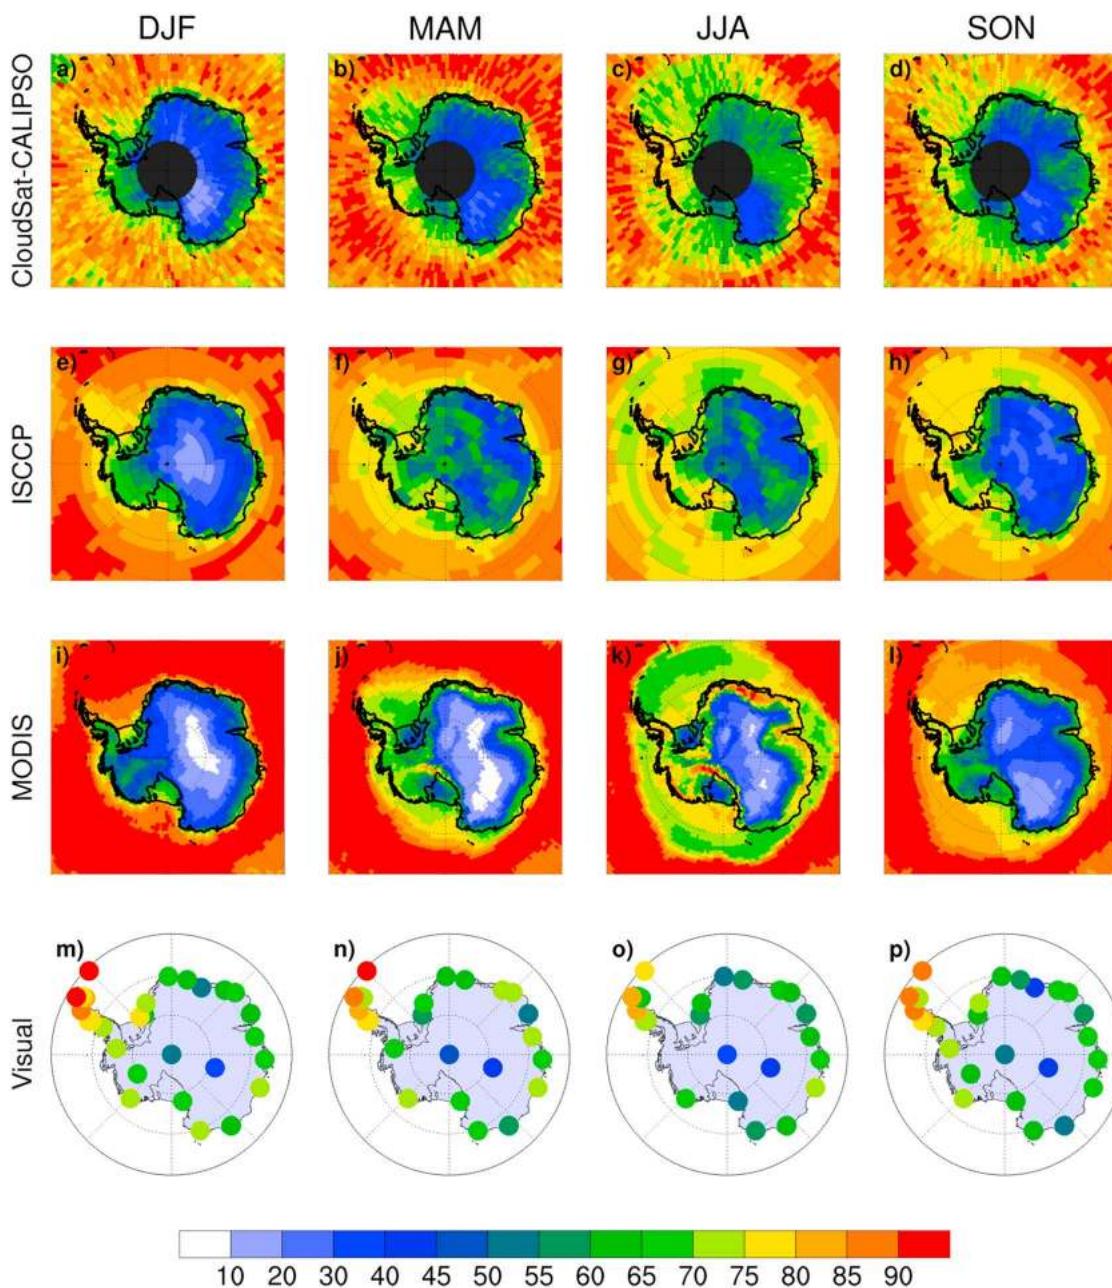 DJF MAM JJA SON
CloudSat-CALIPSO
a) b) c) d)
ISCCP
e) f) g) h)
MODIS
i) j) k) l)
Visual
m) n) o) p)
10 20 30 40 45 50 55 60 65 70 75 80 85 90